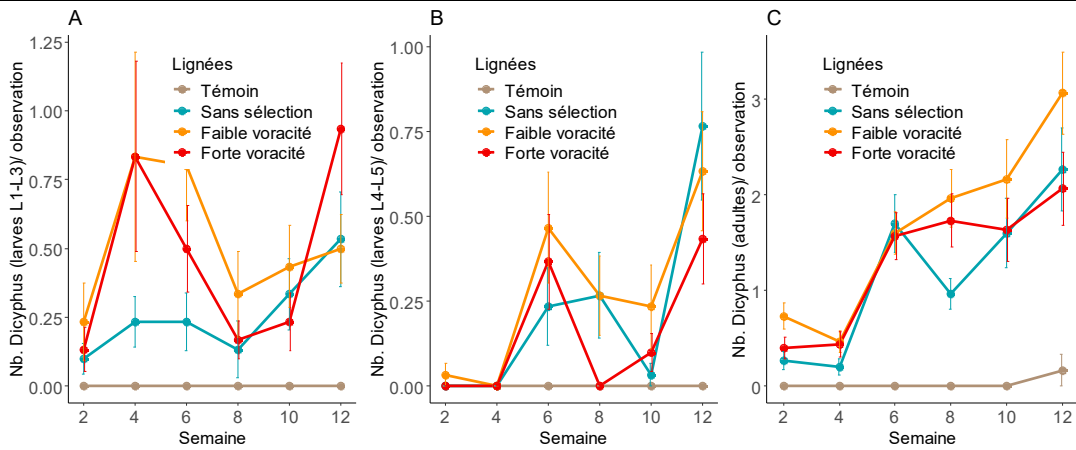 A
Nb. Dicyphus (larves L1-L3)/ observation
1.25
1.00
0.75
0.50
0.25
0.00
Lignées
Témoin
Sans sélection
Faible voracité
Forte voracité
2 4 6 8 10 12
Semaine
B
Nb. Dicyphus (larves L4-L5)/ observation
1.00
0.75
0.50
0.25
0.00
Lignées
Témoin
Sans sélection
Faible voracité
Forte voracité
2 4 6 8 10 12
Semaine
C
Nb. Dicyphus (adultes)/ observation
3
2
1
0
Lignées
Témoin
Sans sélection
Faible voracité
Forte voracité
2 4 6 8 10 12
Semaine